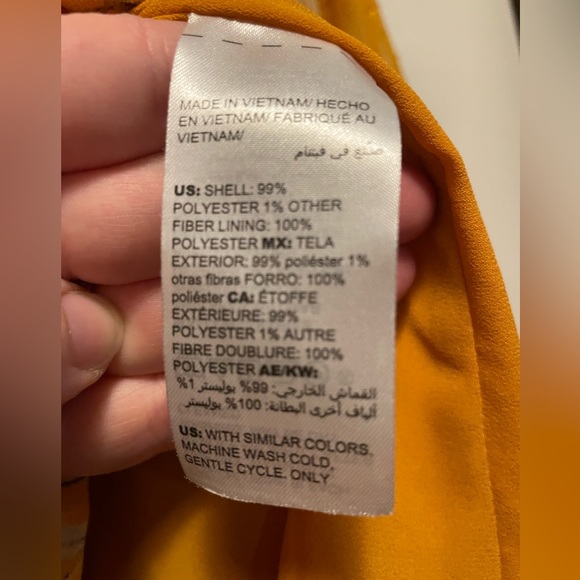 MADE IN VIETNAM/ HECHO
EN VIETNAM/ FABRIQUÉ AU
VIETNAM/
صنع في فيتنام
US: SHELL: 99%
POLYESTER 1% OTHER
FIBER LINING: 100%
POLYESTER MX: TELA
EXTERIOR: 99% poliéster 1%
otras fibras FORRO: 100%
poliéster CA: ÉTOFFE
EXTÉRIEURE: 99%
POLYESTER 1% AUTRE
FIBRE DOUBLURE: 100%
POLYESTER AE/KW:
القماش الخارجي: 99% بوليستر 1%
ألياف أخرى البطانة: 100% بوليستر
US: WITH SIMILAR COLORS.
MACHINE WASH COLD,
GENTLE CYCLE. ONLY